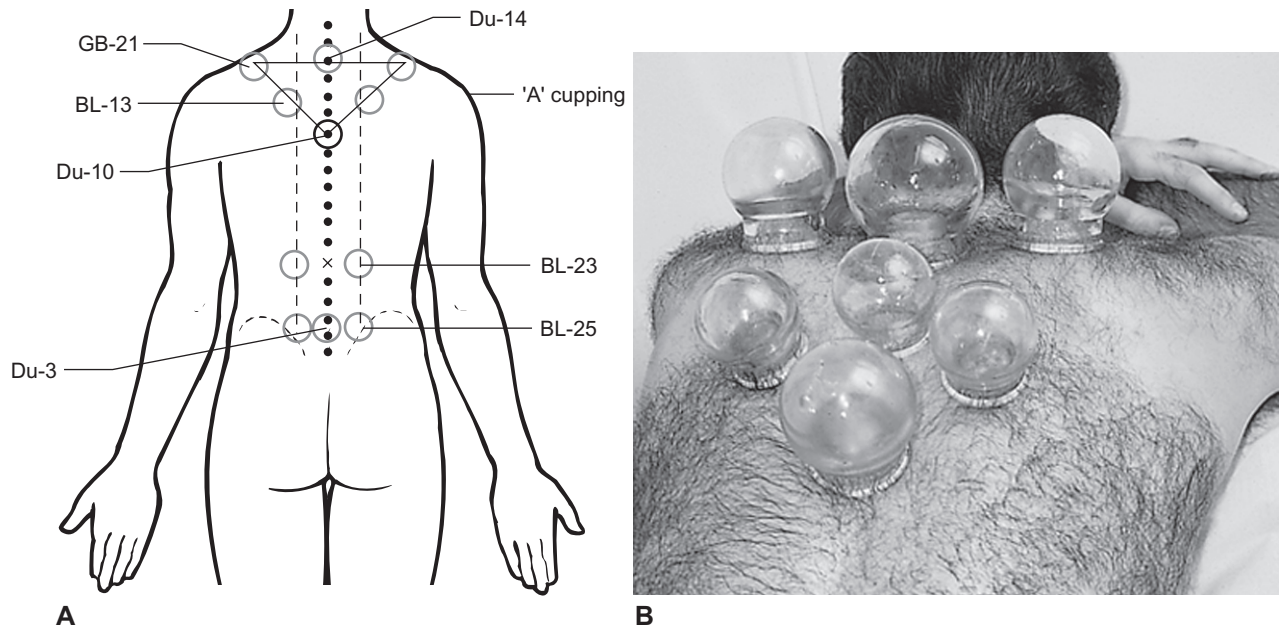 Du-14
GB-21
BL-13
'A' cupping
Du-10
BL-23
BL-25
Du-3
A
B